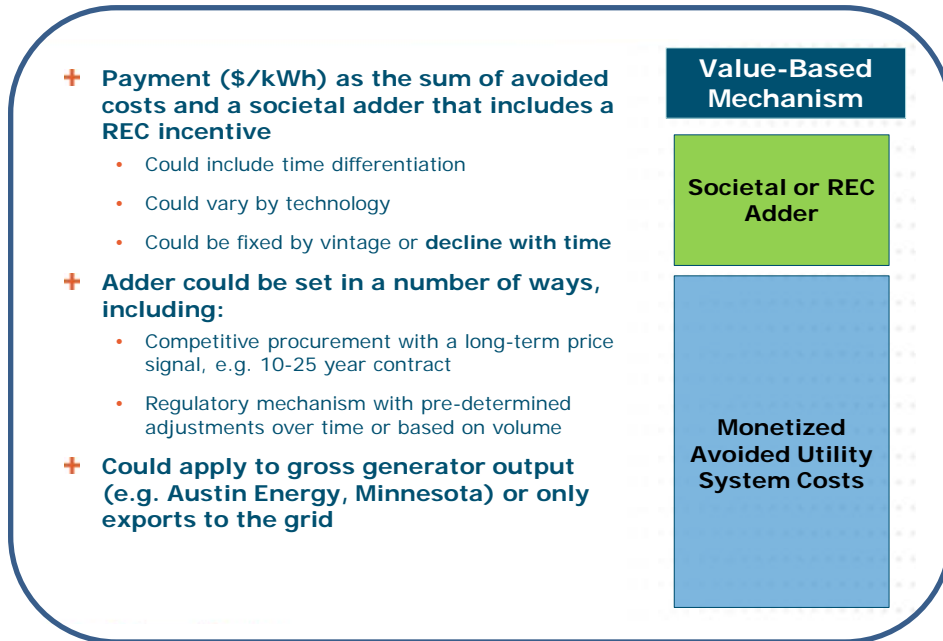 Payment ($/kWh) as the sum of avoided
costs and a societal adder that includes a
REC incentive
Could include time differentiation
Could vary by technology
Could be fixed by vintage or decline with time
Adder could be set in a number of ways,
including:
Competitive procurement with a long-term price
signal, e.g. 10-25 year contract
Regulatory mechanism with pre-determined
adjustments over time or based on volume
Could apply to gross generator output
(e.g. Austin Energy, Minnesota) or only
exports to the grid
Value-Based
Mechanism
Societal or REC
Adder
Monetized
Avoided Utility
System Costs